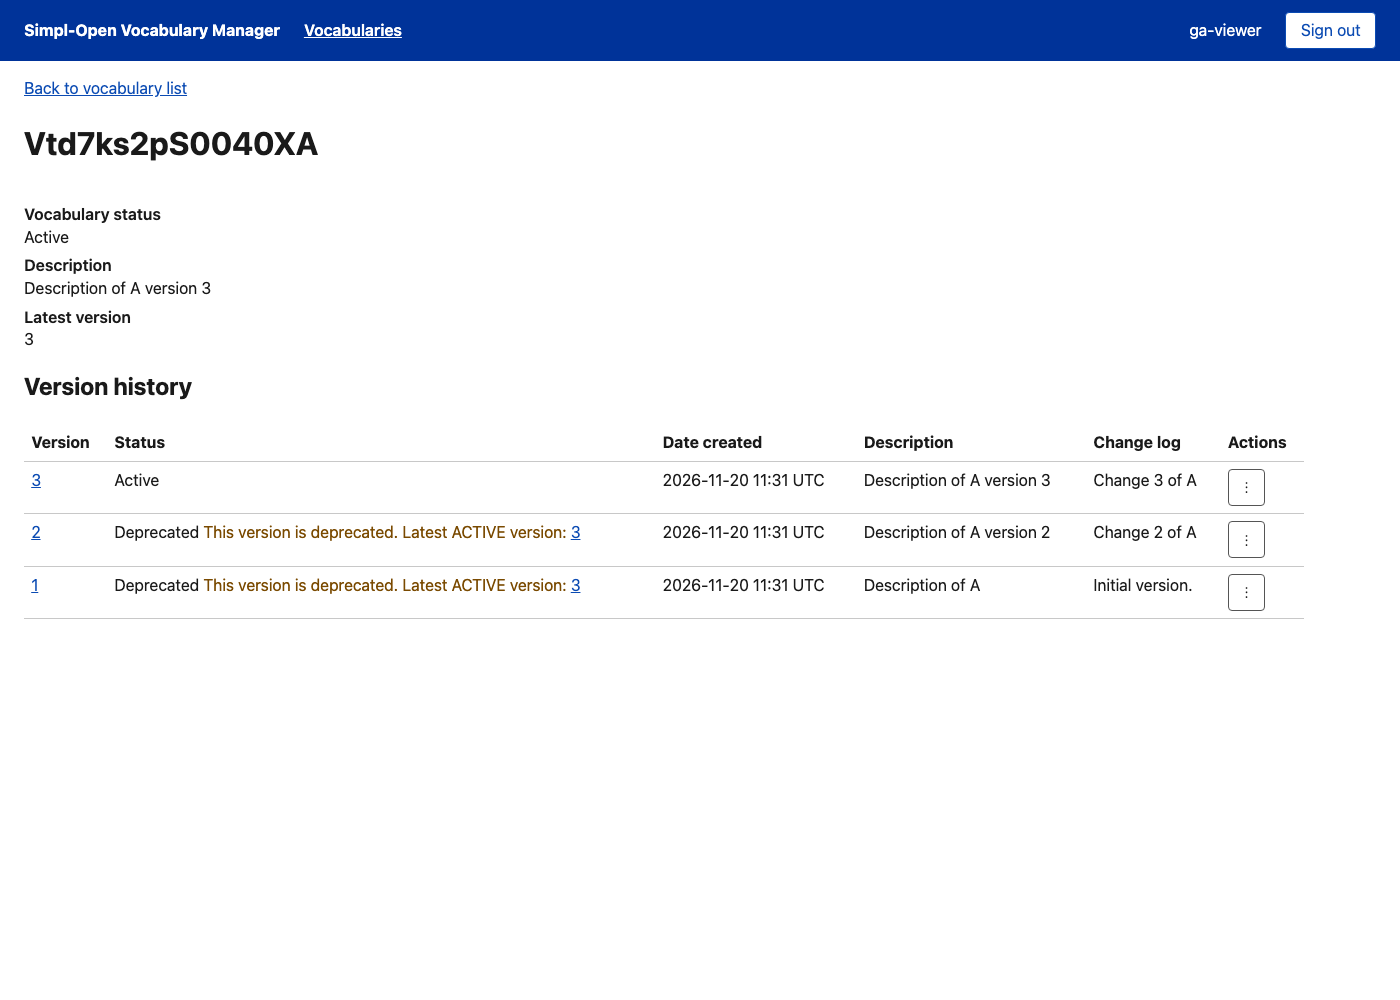 Simpl-Open Vocabulary Manager Vocabularies ga-viewer Sign out
Back to vocabulary list
Vtd7ks2pS0040XA
Vocabulary status
Active
Description
Description of A version 3
Latest version
3
Version history
Version Status Date created Description Change log Actions
3 Active 2026-11-20 11:31 UTC Description of A version 3 Change 3 of A ⋮
2 Deprecated This version is deprecated. Latest ACTIVE version: 3 2026-11-20 11:31 UTC Description of A version 2 Change 2 of A ⋮
1 Deprecated This version is deprecated. Latest ACTIVE version: 3 2026-11-20 11:31 UTC Description of A Initial version. ⋮